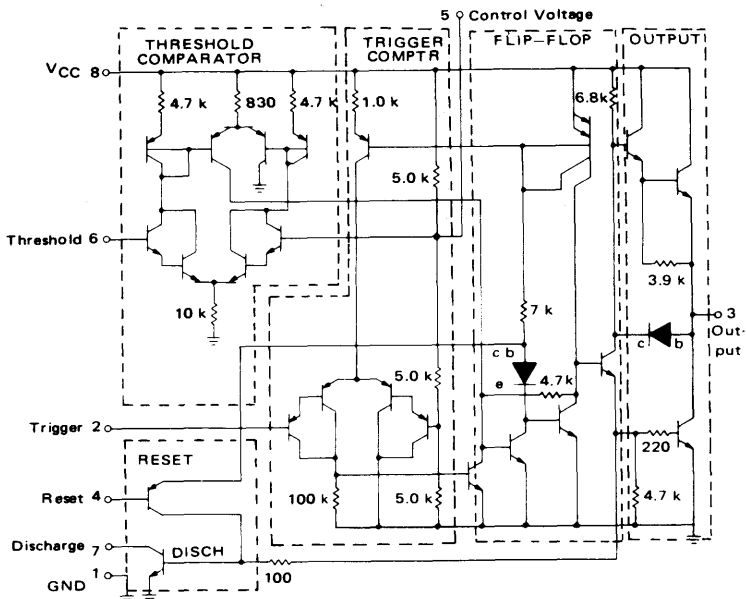 5 Control Voltage
THRESHOLD
COMPARATOR
TRIGGER
COMPTR
FLIP-FLOP
OUTPUT
VCC 8
4.7 k
830
4.7 k
1.0 k
6.8k
5.0 k
Threshold 6
3.9 k
10 k
7 k
3
Out-
put
c b
c
b
e
5.0 k
4.7k
Trigger 2
220
RESET
Reset 4
100 k
5.0 k
4.7 k
Discharge
7
DISCH
1
GND
100